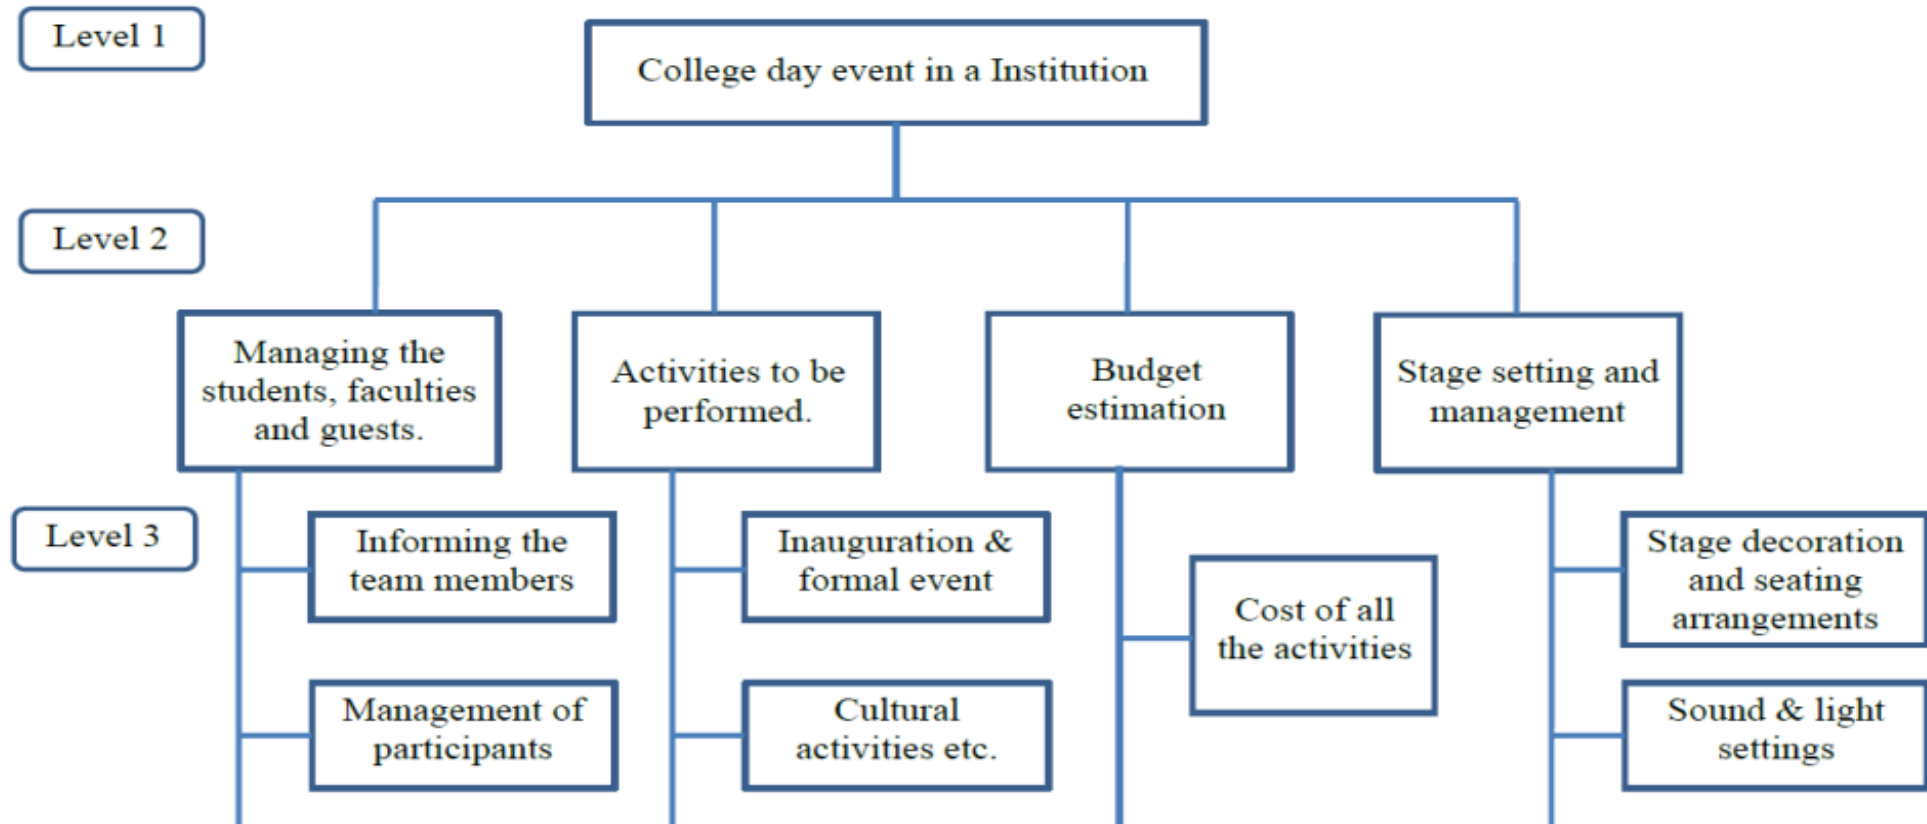 Level 1
College day event in a Institution
Level 2
Managing the
students, faculties
and guests.
Activities to be
performed.
Budget
estimation
Stage setting and
management
Level 3
Informing the
team members
Inauguration &
formal event
Cost of all
the activities
Stage decoration
and seating
arrangements
Management of
participants
Cultural
activities etc.
Sound & light
settings